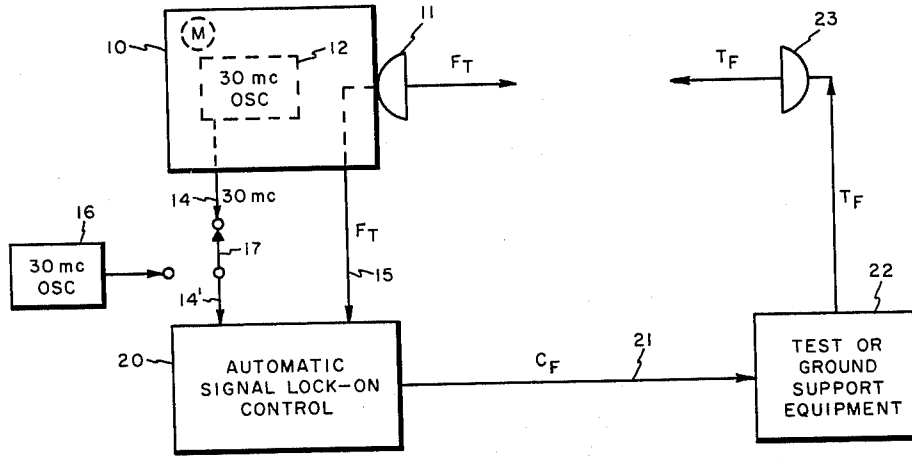 M
10
12
30 mc
OSC
11
F_T
T_F
23
14
30 mc
16
30 mc
OSC
17
F_T
15
T_F
14'
22
20
AUTOMATIC
SIGNAL LOCK-ON
CONTROL
C_F
21
TEST OR
GROUND
SUPPORT
EQUIPMENT